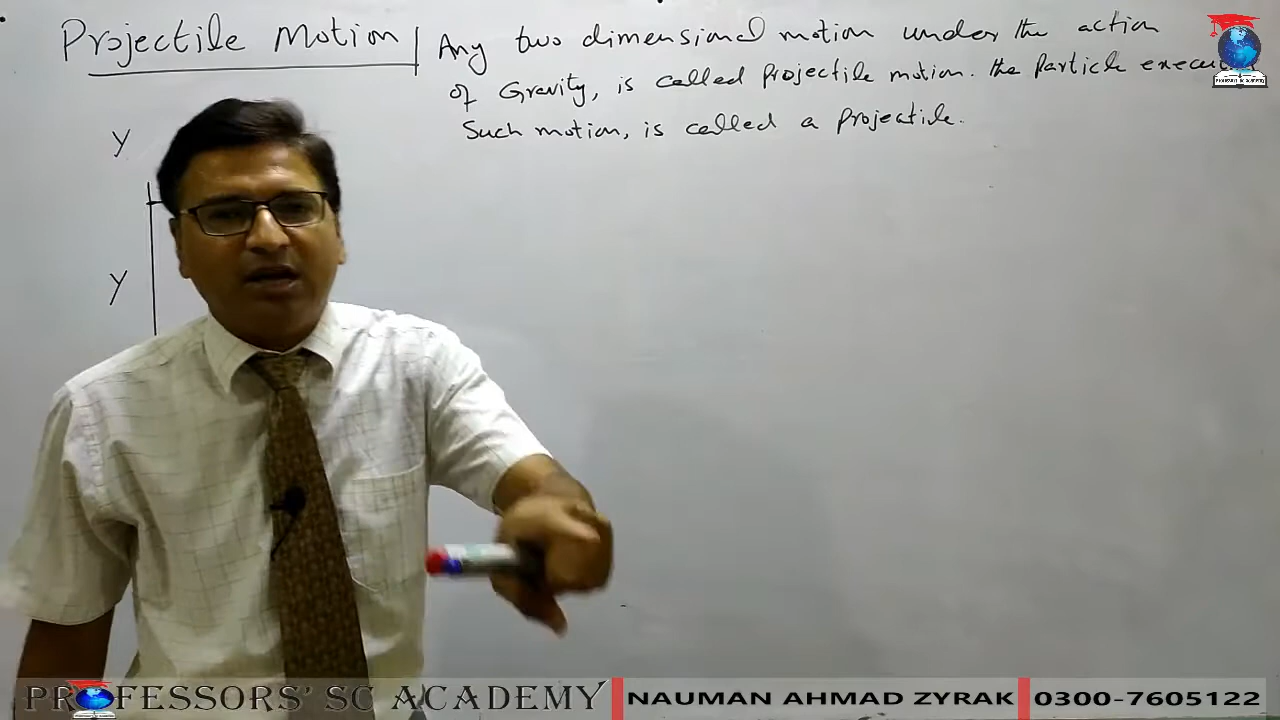 Projectile Motion
Any two dimensional motion under the action
of Gravity, is called projectile motion. the Particle
Such motion, is called a Projectile.
Y
Y
PROFESSORS' SC ACADEMY
NAUMAN AHMAD ZYRAK
0300-7605122